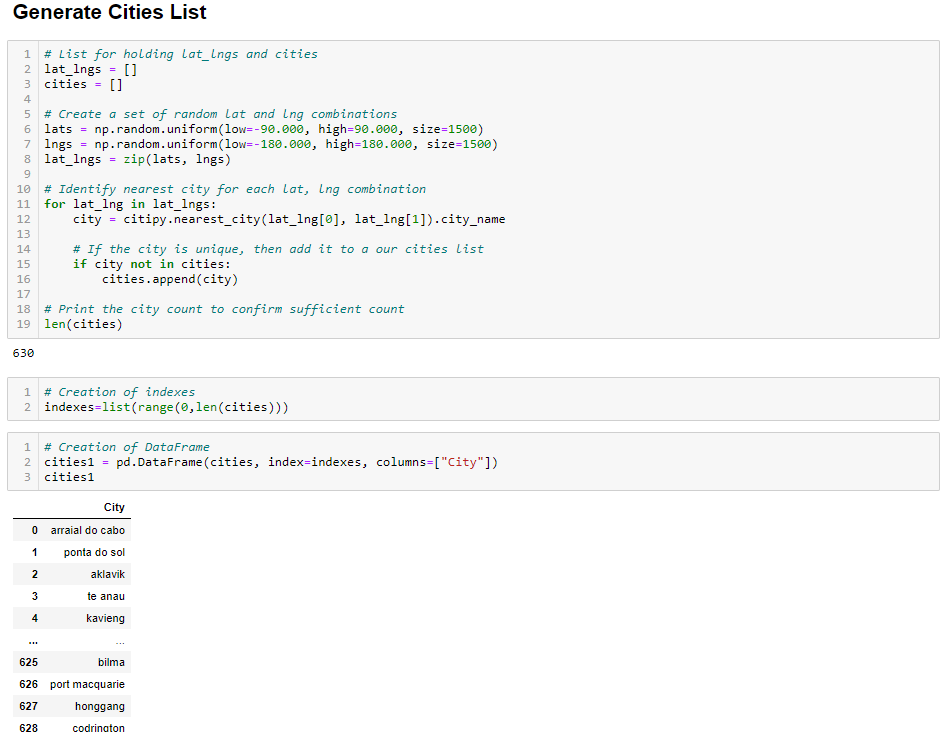 Generate Cities List
1 # List for holding lat_lngs and cities
2 lat_lngs = []
3 cities = []
4
5 # Create a set of random lat and lng combinations
6 lats = np.random.uniform(low=-90.000, high=90.000, size=1500)
7 lngs = np.random.uniform(low=-180.000, high=180.000, size=1500)
8 lat_lngs = zip(lats, lngs)
9
10 # Identify nearest city for each lat, lng combination
11 for lat_lng in lat_lngs:
12     city = citipy.nearest_city(lat_lng[0], lat_lng[1]).city_name
13
14     # If the city is unique, then add it to a our cities list
15     if city not in cities:
16         cities.append(city)
17
18 # Print the city count to confirm sufficient count
19 len(cities)
630
1 # Creation of indexes
2 indexes=list(range(0,len(cities)))
1 # Creation of DataFrame
2 cities1 = pd.DataFrame(cities, index=indexes, columns=["City"])
3 cities1
City
0 arraial do cabo
1 ponta do sol
2 aklavik
3 te anau
4 kavieng
... ...
625 bilma
626 port macquarie
627 honggang
628 codrington